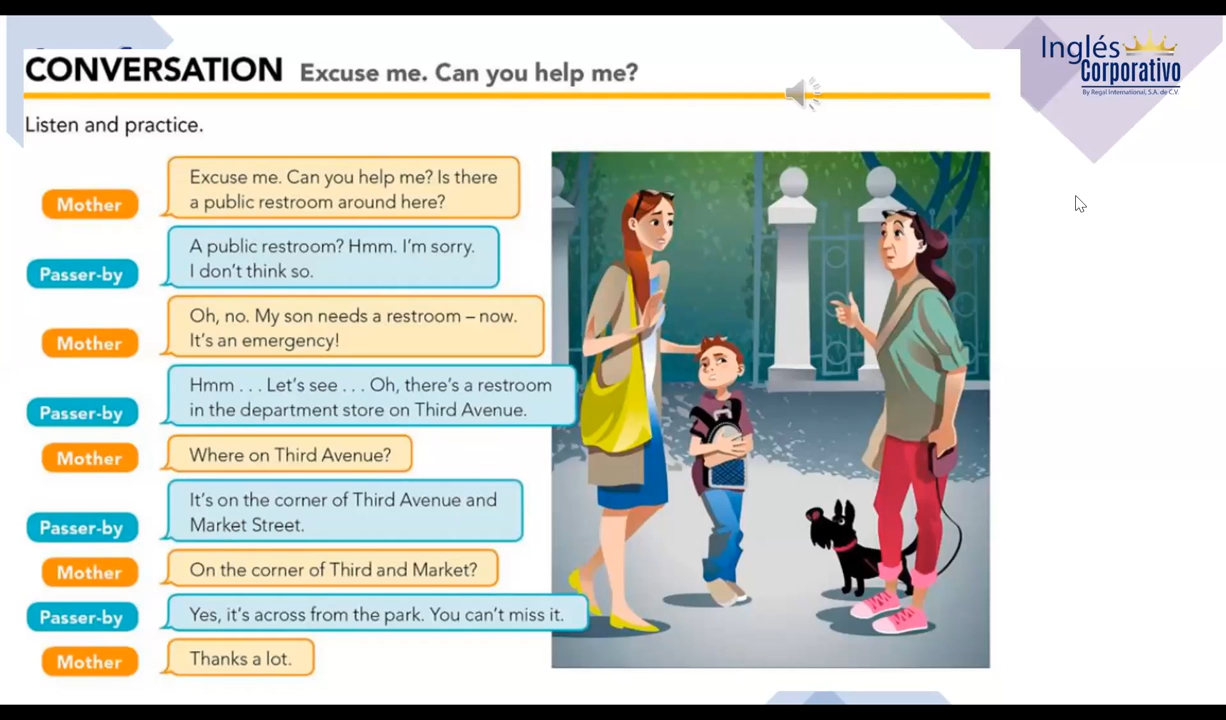 Inglés
Corporativo
By Regal International, S.A. de C.V.
CONVERSATION Excuse me. Can you help me?
Listen and practice.
Mother
Excuse me. Can you help me? Is there
a public restroom around here?
Passer-by
A public restroom? Hmm. I'm sorry.
I don't think so.
Mother
Oh, no. My son needs a restroom – now.
It's an emergency!
Passer-by
Hmm . . . Let's see . . . Oh, there's a restroom
in the department store on Third Avenue.
Mother
Where on Third Avenue?
Passer-by
It's on the corner of Third Avenue and
Market Street.
Mother
On the corner of Third and Market?
Passer-by
Yes, it's across from the park. You can't miss it.
Mother
Thanks a lot.